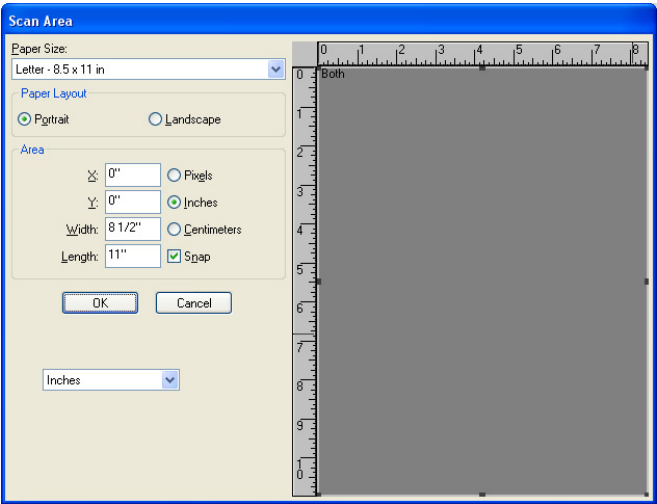 Scan Area
Paper Size:
Letter - 8.5 x 11 in
Paper Layout
Portrait
Landscape
Area
X: 0" Pixels
Y: 0" Inches
Width: 8 1/2" Centimeters
Length: 11" Snap
OK Cancel
Inches
0 1 2 3 4 5 6 7 8
Both
0
1
2
3
4
5
6
7
8
9
10